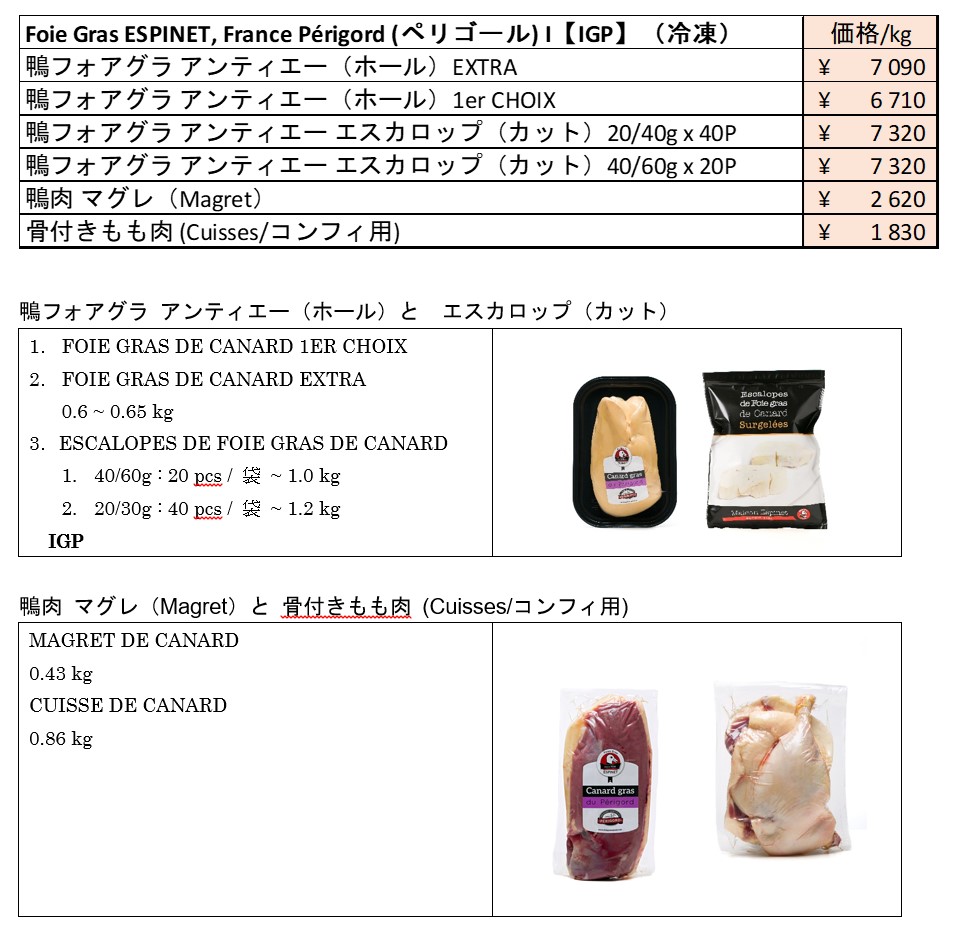 Foie Gras ESPINET, France Périgord (ペリゴール) I【IGP】（冷凍） 価格/kg
鴨フォアグラ アンティエー（ホール）EXTRA ¥ 7 090
鴨フォアグラ アンティエー（ホール）1er CHOIX ¥ 6 710
鴨フォアグラ アンティエー エスカロップ（カット）20/40g x 40P ¥ 7 320
鴨フォアグラ アンティエー エスカロップ（カット）40/60g x 20P ¥ 7 320
鴨肉 マグレ（Magret） ¥ 2 620
骨付きもも肉 (Cuisses/コンフィ用) ¥ 1 830
鴨フォアグラ アンティエー（ホール）と エスカロップ（カット）
1. FOIE GRAS DE CANARD 1ER CHOIX
2. FOIE GRAS DE CANARD EXTRA
0.6 ~ 0.65 kg
3. ESCALOPES DE FOIE GRAS DE CANARD
1. 40/60g : 20 pcs / 袋 ~ 1.0 kg
2. 20/30g : 40 pcs / 袋 ~ 1.2 kg
IGP
Canard gras
du Périgord
Escalopes
de Foie gras
de Canard
Surgelées
Maison Espinet
鴨肉 マグレ（Magret）と 骨付きもも肉 (Cuisses/コンフィ用)
MAGRET DE CANARD
0.43 kg
CUISSE DE CANARD
0.86 kg
ESPINET
Canard gras
du Périgord
PÉRIGORD